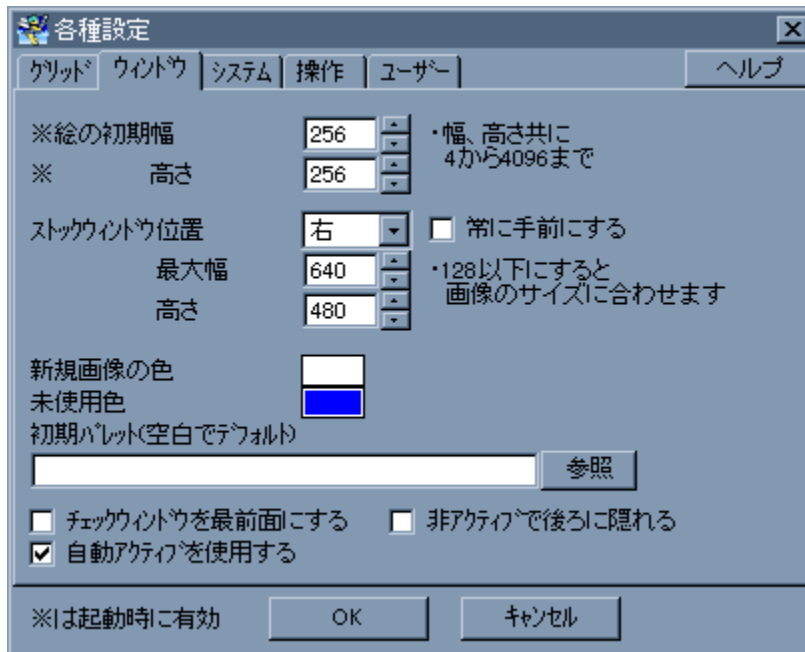 各種設定
ｸﾞﾘｯﾄﾞ ｳｨﾝﾄﾞｳ ｼｽﾃﾑ 操作 ﾕｰｻﾞｰ ヘルプ
※絵の初期幅 256 ・幅、高さ共に
4から4096まで
※ 高さ 256
ｽﾄｯｸｳｨﾝﾄﾞｳ位置 右 常に手前にする
最大幅 640 ・128以下にすると
画像のサイズに合わせます
高さ 480
新規画像の色
未使用色
初期ﾊﾟﾚｯﾄ(空白でﾃﾞﾌｫﾙﾄ)
参照
ﾁｪｯｸｳｨﾝﾄﾞｳを最前面にする 非ｱｸﾃｨﾌﾞで後ろに隠れる
自動ｱｸﾃｨﾌﾞを使用する
※は起動時に有効 OK ｷｬﾝｾﾙ